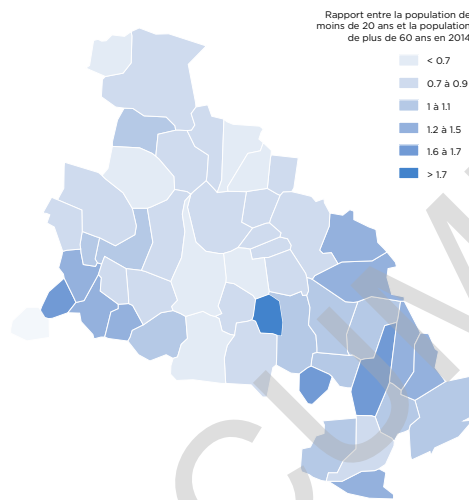 Rapport entre la population de
moins de 20 ans et la population
de plus de 60 ans en 2014
< 0.7
0.7 à 0.9
1 à 1.1
1.2 à 1.5
1.6 à 1.7
> 1.7